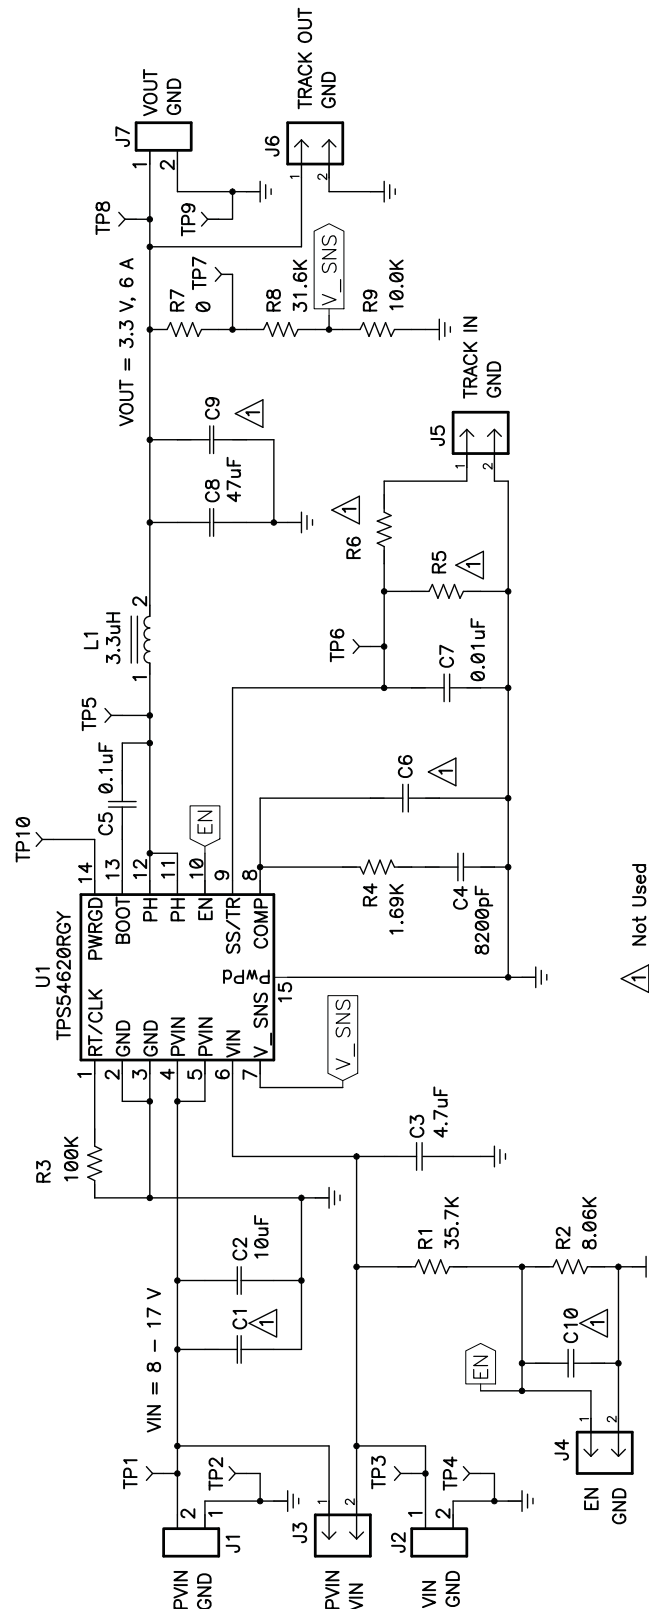 VIN = 8 – 17 V
VOUT = 3.3 V, 6 A
PVIN
GND
J1
2
1
TP1
TP2
PVIN
VIN
J3
1
2
VIN
GND
J2
1
2
TP3
TP4
EN
GND
J4
1
2
EN
C1
1
C2
10uF
R3
100K
C3
4.7uF
R1
35.7K
R2
8.06K
C10
1
U1
TPS54620RGY
1
RT/CLK
2
GND
3
GND
4
PVIN
5
PVIN
6
VIN
7
V_SNS
14
PWRGD
13
BOOT
12
PH
11
PH
10
EN
9
SS/TR
8
COMP
15
PwPd
V_SNS
EN
TP10
C5
0.1uF
TP5
L1
3.3uH
1
2
C8
47uF
C9
1
R4
1.69K
C4
8200pF
C6
1
C7
0.01uF
TP6
R5
1
R6
1
J5
1
2
TRACK IN
GND
R7
0
TP7
R8
31.6K
V_SNS
R9
10.0K
TP8
TP9
J7
1
2
VOUT
GND
J6
1
2
TRACK OUT
GND
1 Not Used